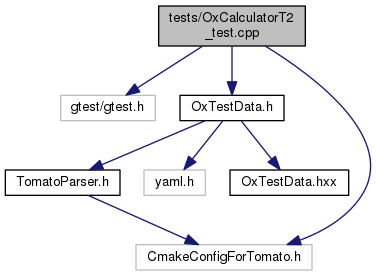 tests/OxCalculatorT2
_test.cpp
gtest/gtest.h
OxTestData.h
TomatoParser.h
yaml.h
OxTestData.hxx
CmakeConfigForTomato.h